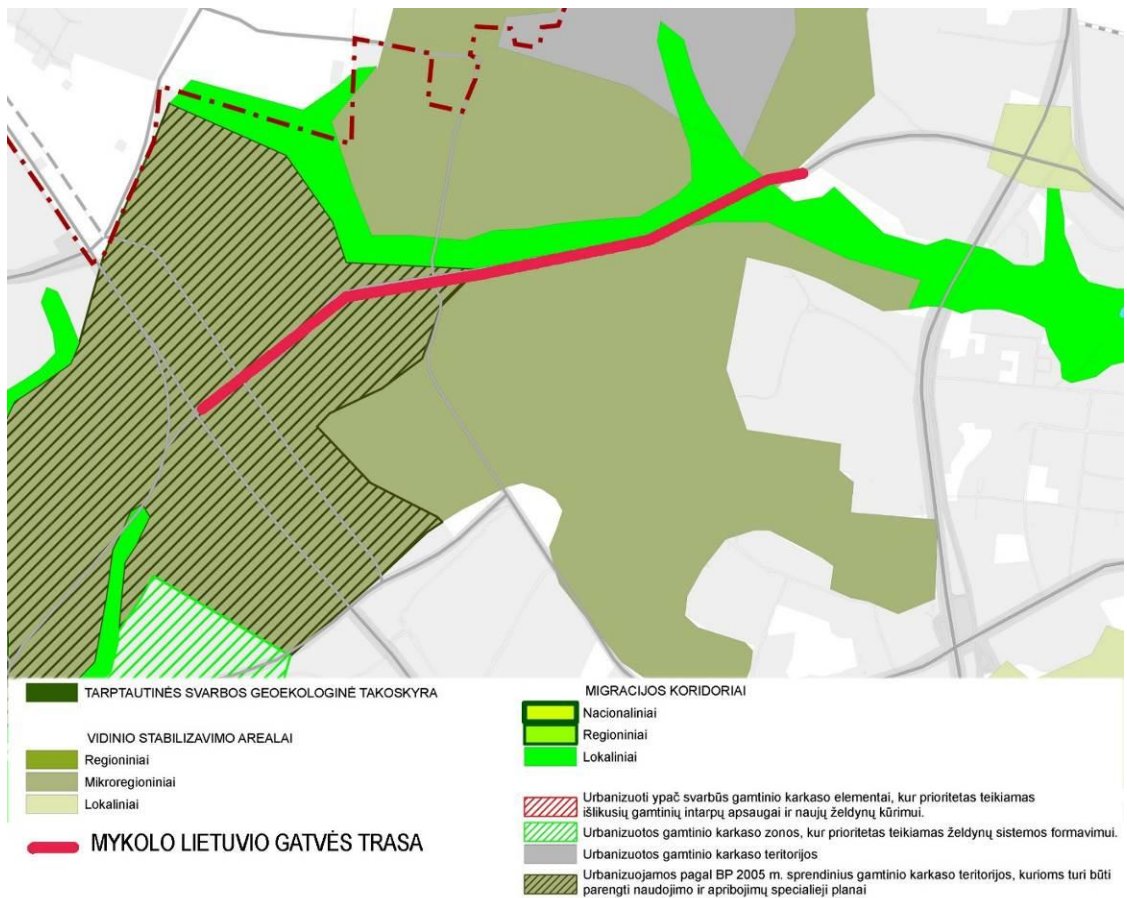 TARPTAUTINĖS SVARBOS GEOEKOLOGINĖ TAKOSKYRA
VIDINIO STABILIZAVIMO AREALAI
Regioniniai
Mikroregioniniai
Lokaliniai
MYKOLO LIETUVIO GATVĖS TRASA
MIGRACIJOS KORIDORIAI
Nacionaliniai
Regioniniai
Lokaliniai
Urbanizuoti ypač svarbūs gamtinio karkaso elementai, kur prioritetas teikiamas
išlikusių gamtinių intarpų apsaugai ir naujų želdynų kūrimui.
Urbanizuotos gamtinio karkaso zonos, kur prioritetas teikiamas želdynų sistemos formavimui.
Urbanizuotos gamtinio karkaso teritorijos
Urbanizuojamos pagal BP 2005 m. sprendinius gamtinio karkaso teritorijos, kurioms turi būti
parengti naudojimo ir apribojimų specialieji planai